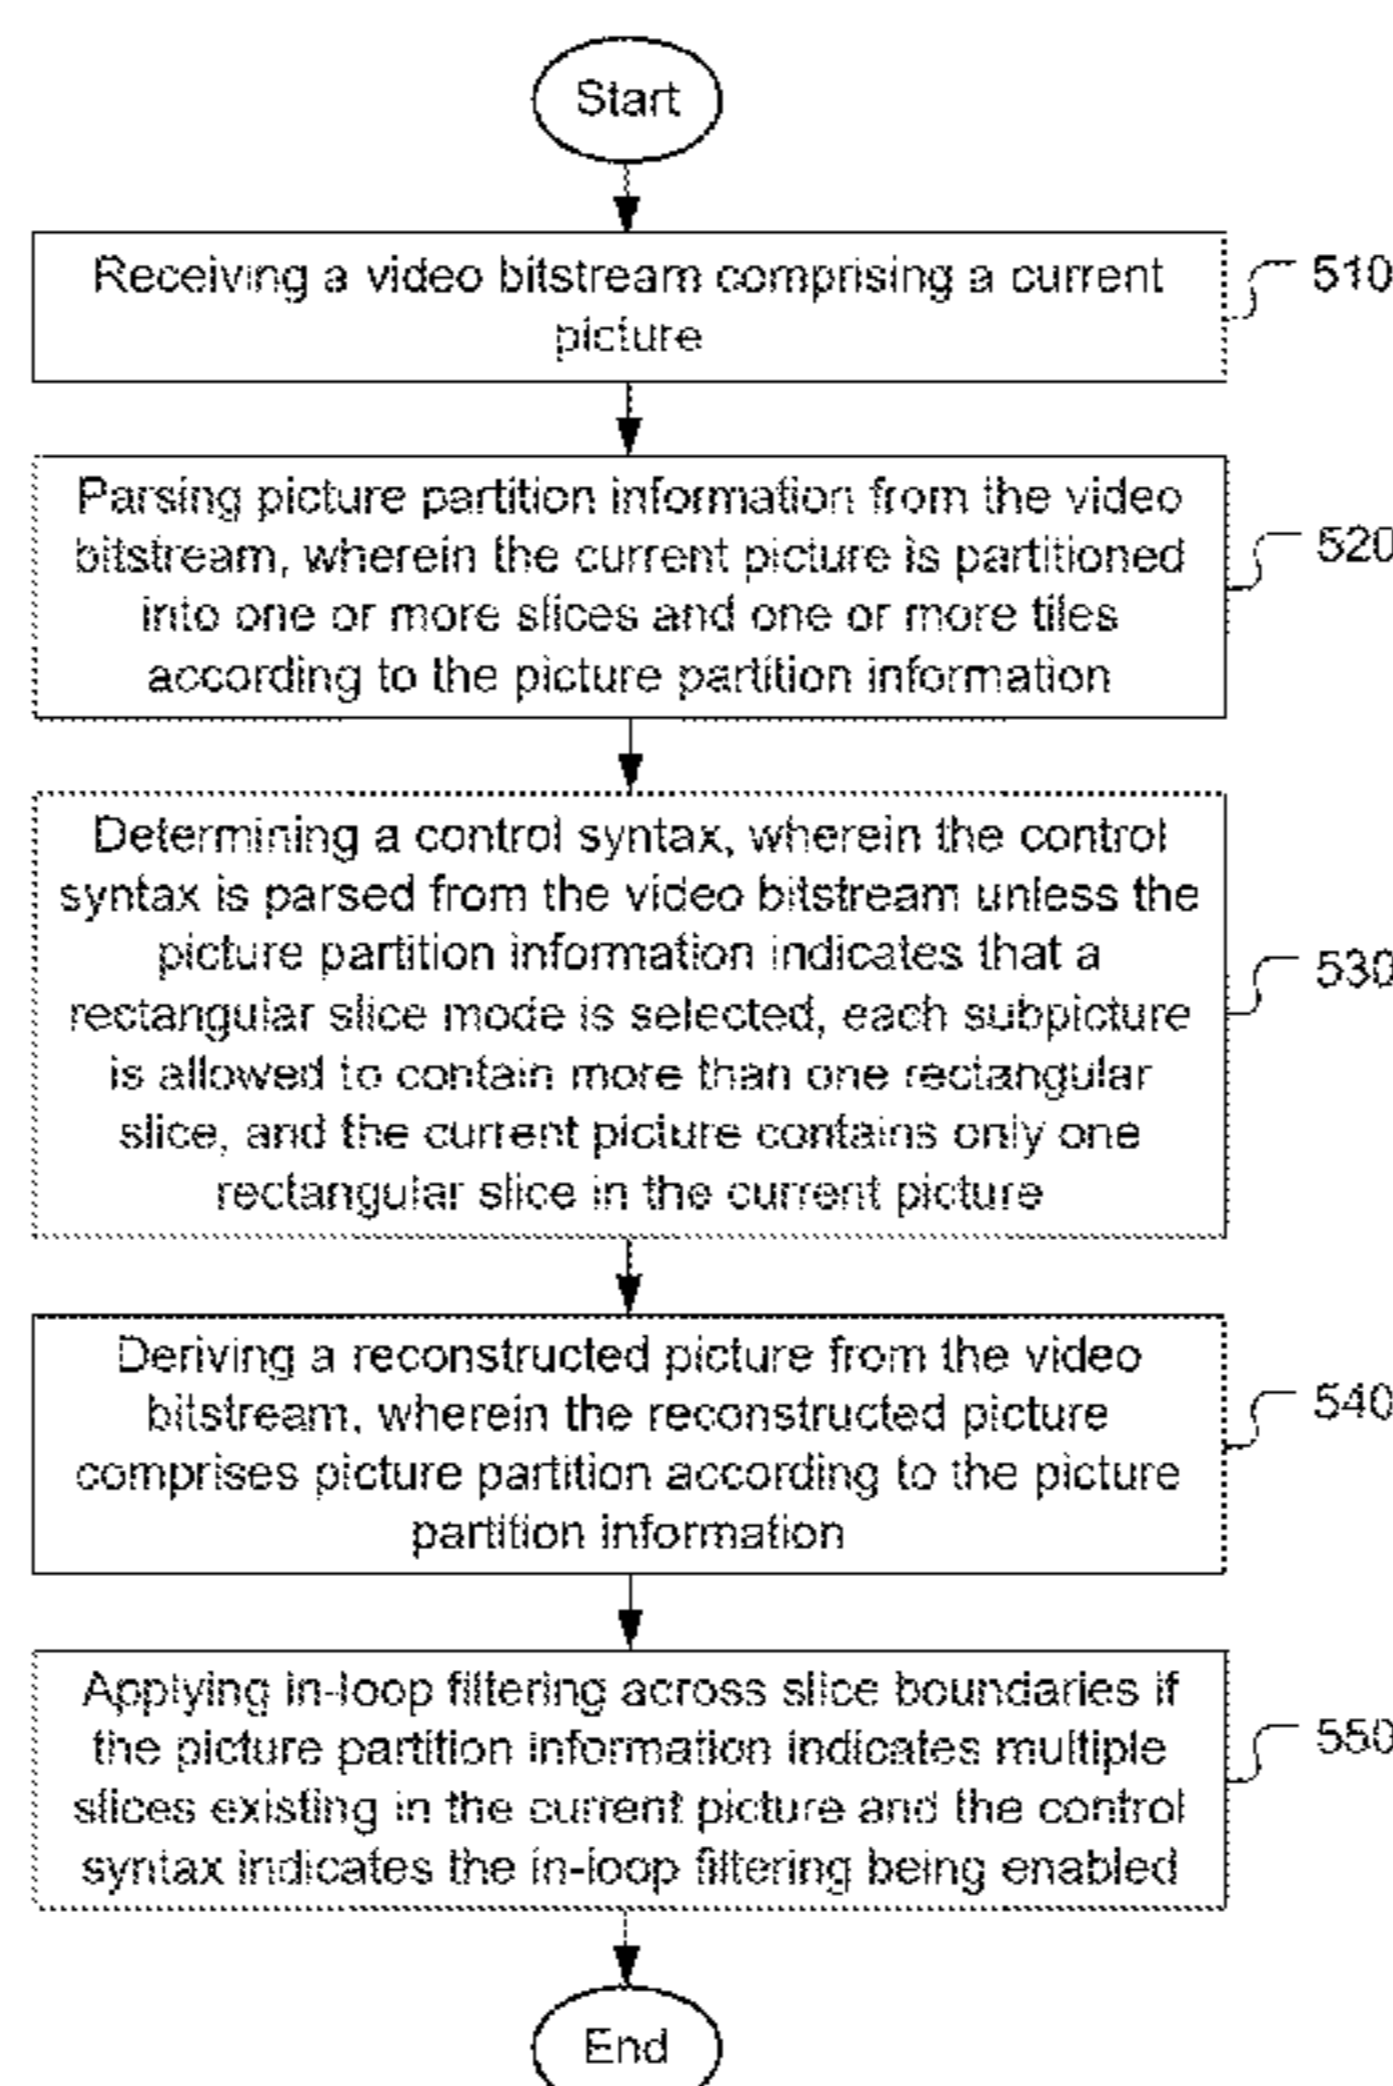 Start
Receiving a video bitstream comprising a current
picture
510
Parsing picture partition information from the video
bitstream, wherein the current picture is partitioned
into one or more slices and one or more tiles
according to the picture partition information
520
Determining a control syntax, wherein the control
syntax is parsed from the video bitstream unless the
picture partition information indicates that a
rectangular slice mode is selected, each subpicture
is allowed to contain more than one rectangular
slice, and the current picture contains only one
rectangular slice in the current picture
530
Deriving a reconstructed picture from the video
bitstream, wherein the reconstructed picture
comprises picture partition according to the picture
partition information
540
Applying in-loop filtering across slice boundaries if
the picture partition information indicates multiple
slices existing in the current picture and the control
syntax indicates the in-loop filtering being enabled
550
End